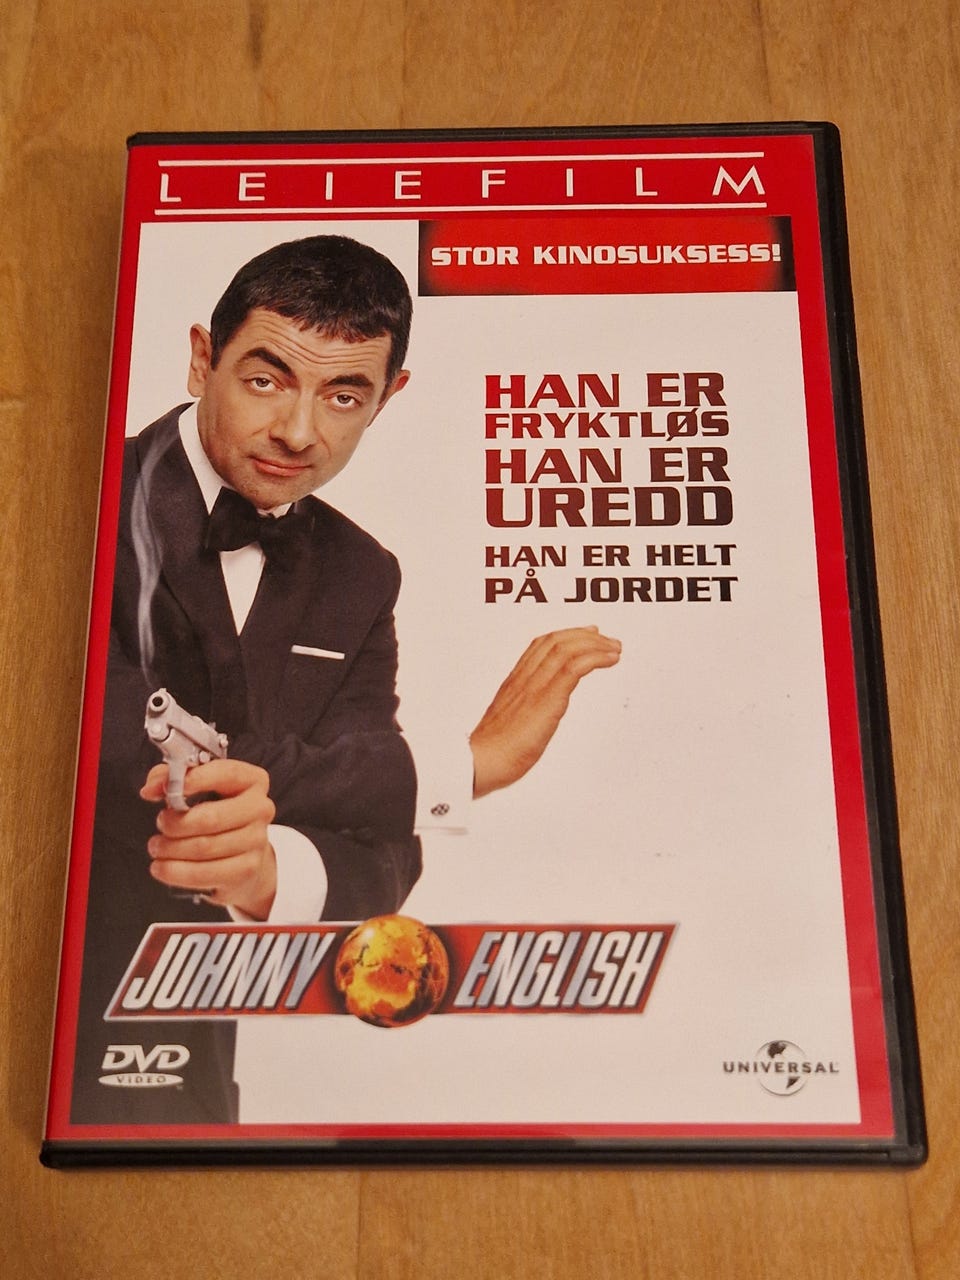 LEIEFILM
STOR KINOSUKSESS!
HAN ER
FRYKTLØS
HAN ER
UREDD
HAN ER HELT
PÅ JORDET
JOHNNY ENGLISH
DVD
VIDEO
UNIVERSAL